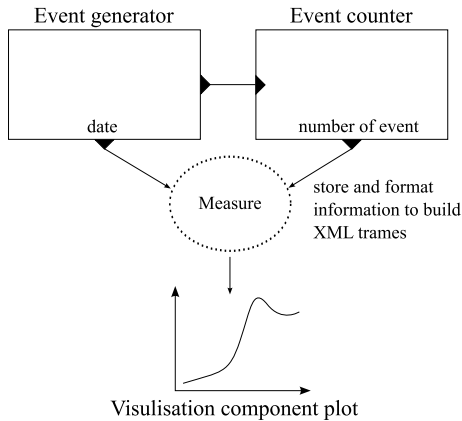 Event generator
Event counter
date
number of event
Measure
store and format
information to build
XML trames
Visulisation component plot